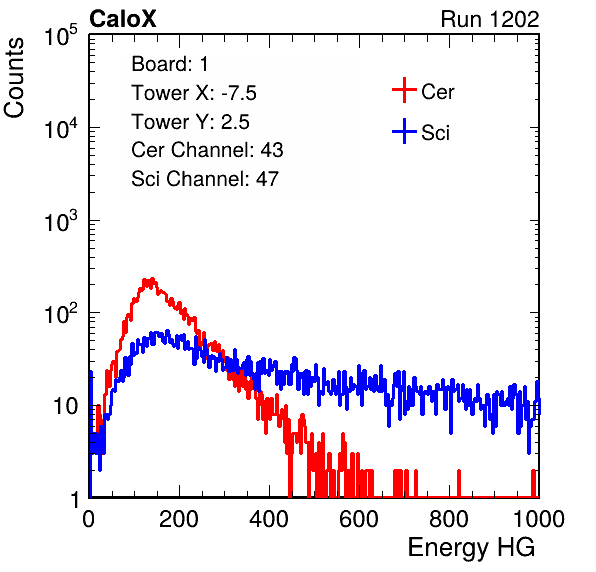 CaloX Run 1202
Counts
10^5
10^4
10^3
10^2
10
1
Board: 1
Tower X: -7.5
Tower Y: 2.5
Cer Channel: 43
Sci Channel: 47
Cer
Sci
0 200 400 600 800 1000
Energy HG